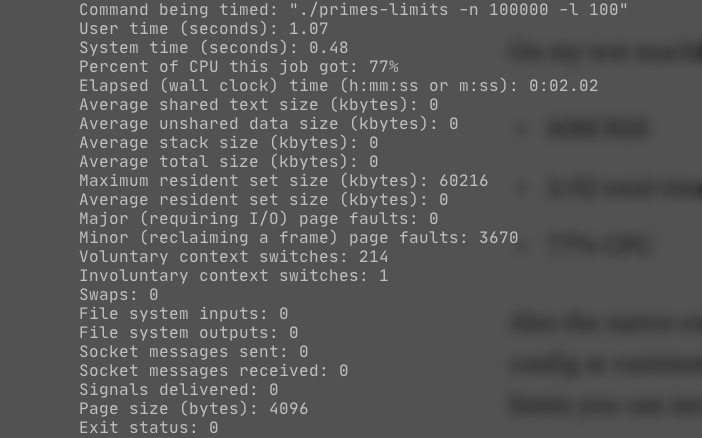 Command being timed: "./primes-limits -n 100000 -l 100"
User time (seconds): 1.07
System time (seconds): 0.48
Percent of CPU this job got: 77%
Elapsed (wall clock) time (h:mm:ss or m:ss): 0:02.02
Average shared text size (kbytes): 0
Average unshared data size (kbytes): 0
Average stack size (kbytes): 0
Average total size (kbytes): 0
Maximum resident set size (kbytes): 60216
Average resident set size (kbytes): 0
Major (requiring I/O) page faults: 0
Minor (reclaiming a frame) page faults: 3670
Voluntary context switches: 214
Involuntary context switches: 1
Swaps: 0
File system inputs: 0
File system outputs: 0
Socket messages sent: 0
Socket messages received: 0
Signals delivered: 0
Page size (bytes): 4096
Exit status: 0
77% CPU